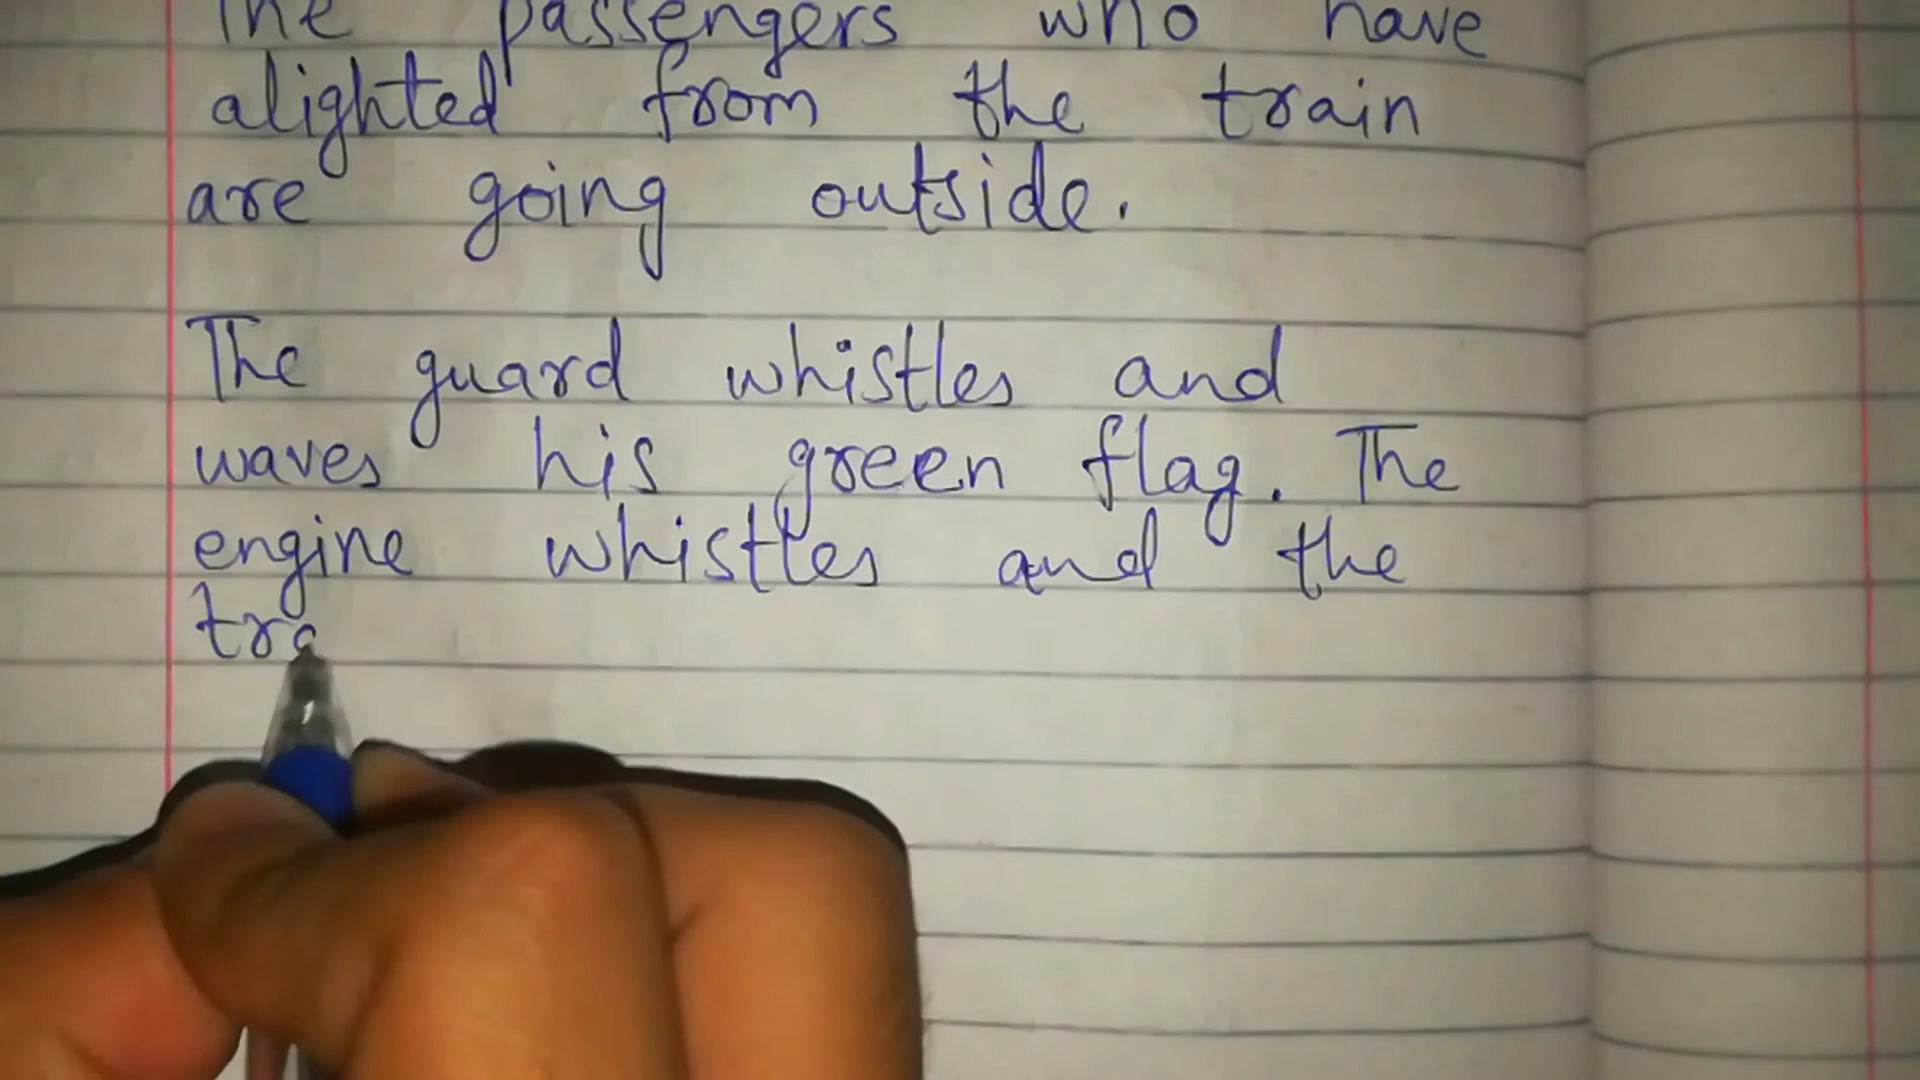 The passengers who have
alighted from the train
are going outside.
The guard whistles and
waves his green flag. The
engine whistles and the
tra